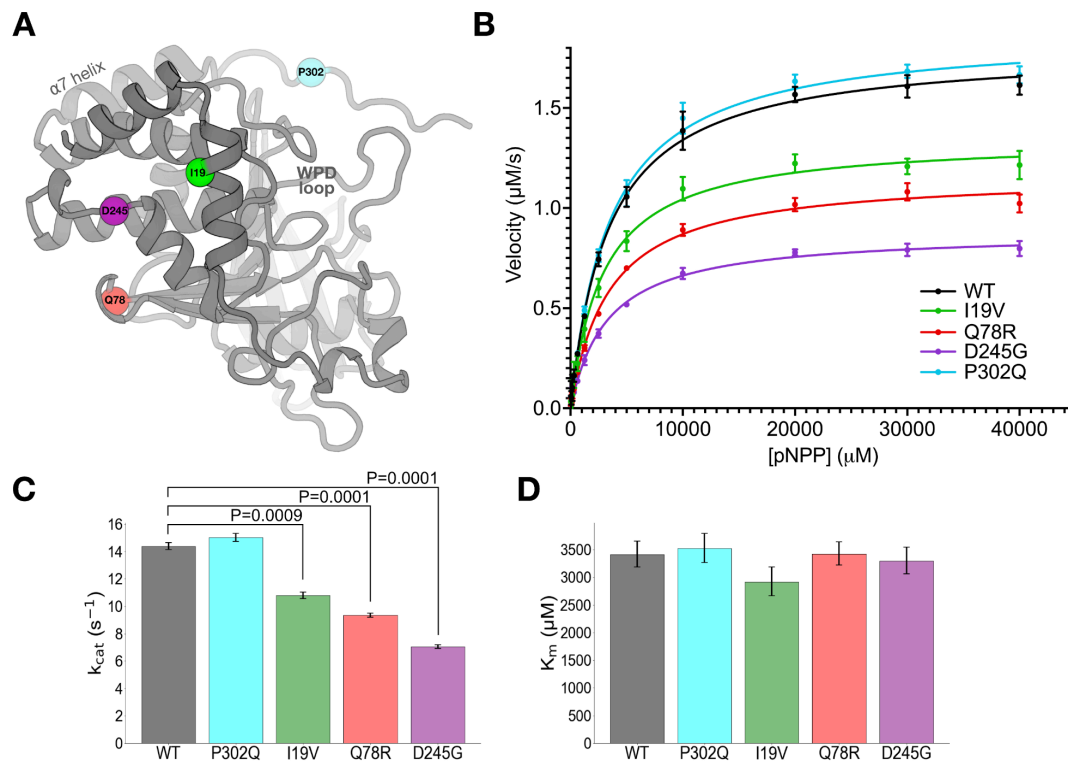 A
α7 helix
P302
I19
WPD
loop
D245
Q78
B
Velocity (µM/s)
1.5
1.0
0.5
0.0
0
10000
20000
30000
40000
[pNPP] (µM)
WT
I19V
Q78R
D245G
P302Q
C
P=0.0001
P=0.0001
P=0.0009
k_cat (s⁻¹)
16
14
12
10
8
6
4
2
0
WT
P302Q
I19V
Q78R
D245G
D
K_m (µM)
3500
3000
2500
2000
1500
1000
500
0
WT
P302Q
I19V
Q78R
D245G